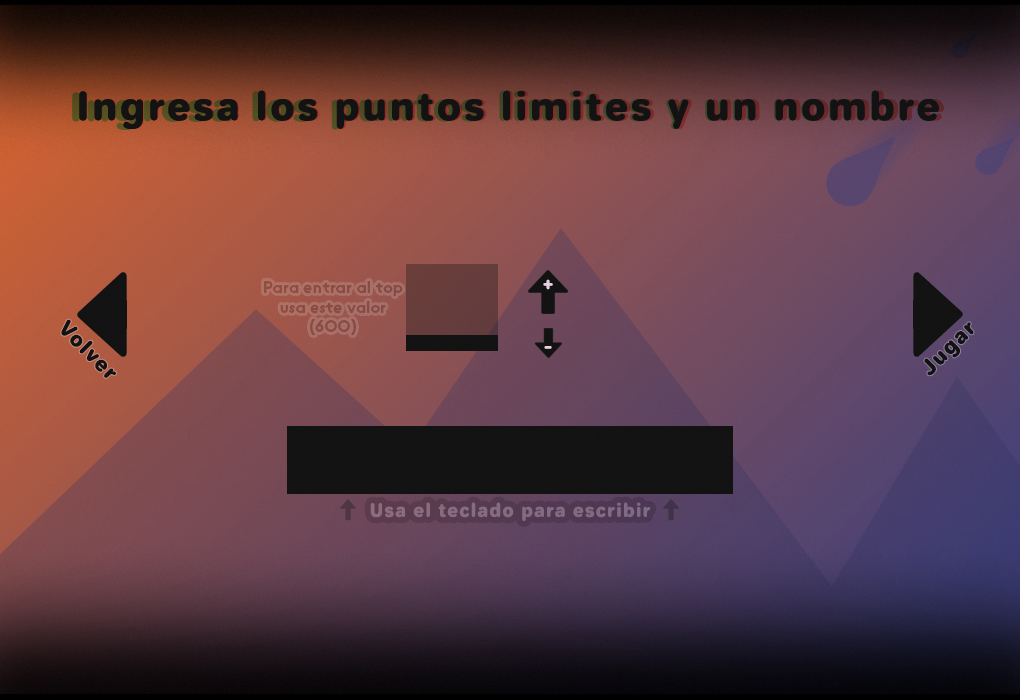 Ingresa los puntos limites y un nombre
Para entrar al top
usa este valor
(600)
+
-
Volver
Jugar
Usa el teclado para escribir